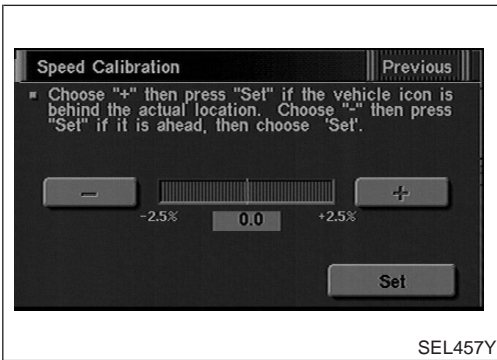 Speed Calibration
Previous
Choose "+" then press "Set" if the vehicle icon is
behind the actual location. Choose "-" then press
"Set" if it is ahead, then choose 'Set'.
- +
-2.5% 0.0 +2.5%
Set
SEL457Y